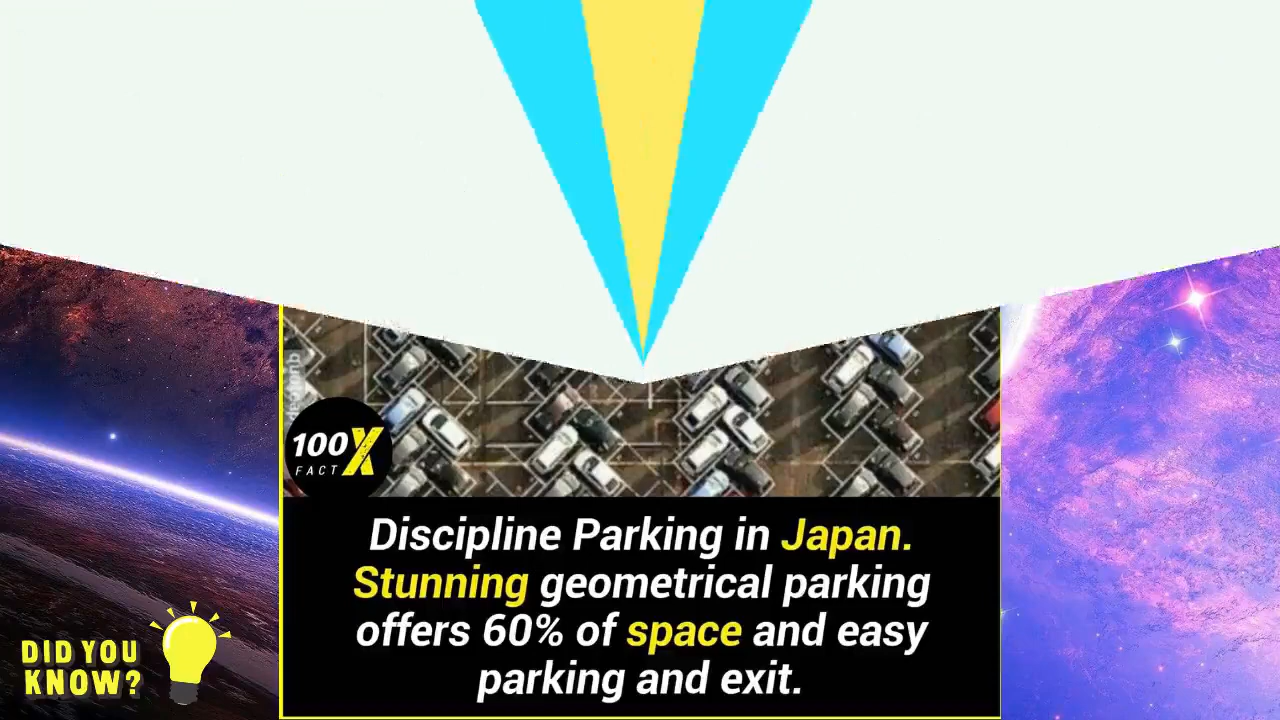 100X
FACT
Discipline Parking in Japan.
Stunning geometrical parking
offers 60% of space and easy
parking and exit.
DID YOU
KNOW?